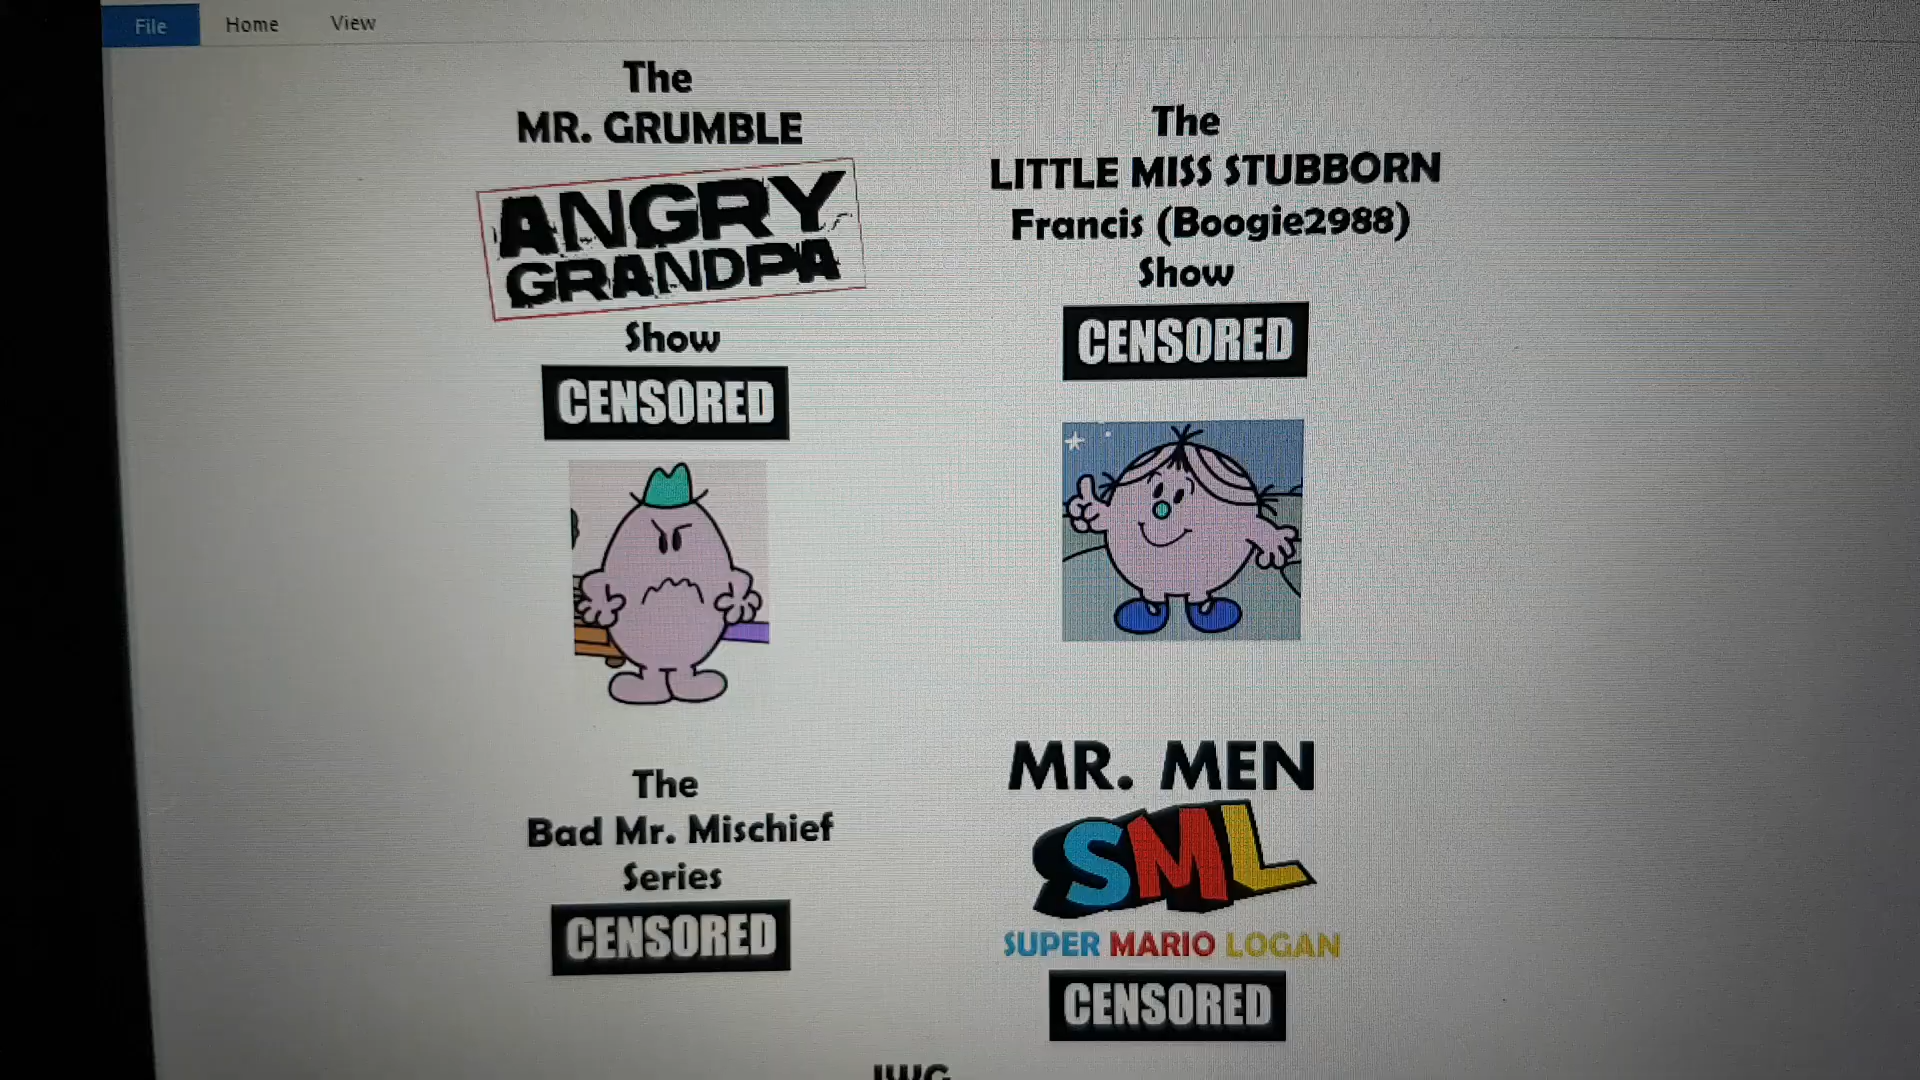 File Home View
The
MR. GRUMBLE
ANGRY
GRANDPA
Show
CENSORED
The
LITTLE MISS STUBBORN
Francis (Boogie2988)
Show
CENSORED
The
Bad Mr. Mischief
Series
CENSORED
MR. MEN
SML
SUPER MARIO LOGAN
CENSORED